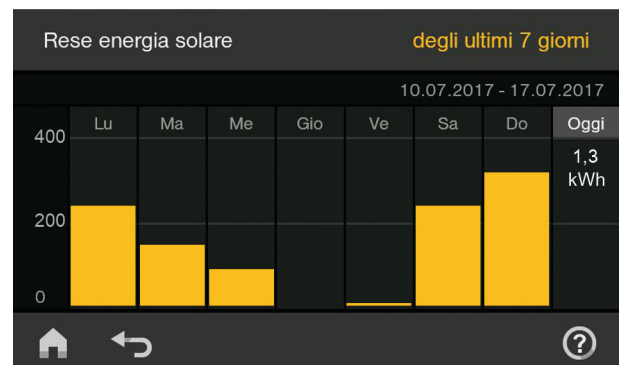 Rese energia solare degli ultimi 7 giorni
10.07.2017 - 17.07.2017
Lu Ma Me Gio Ve Sa Do Oggi
400
1,3
kWh
200
0
?